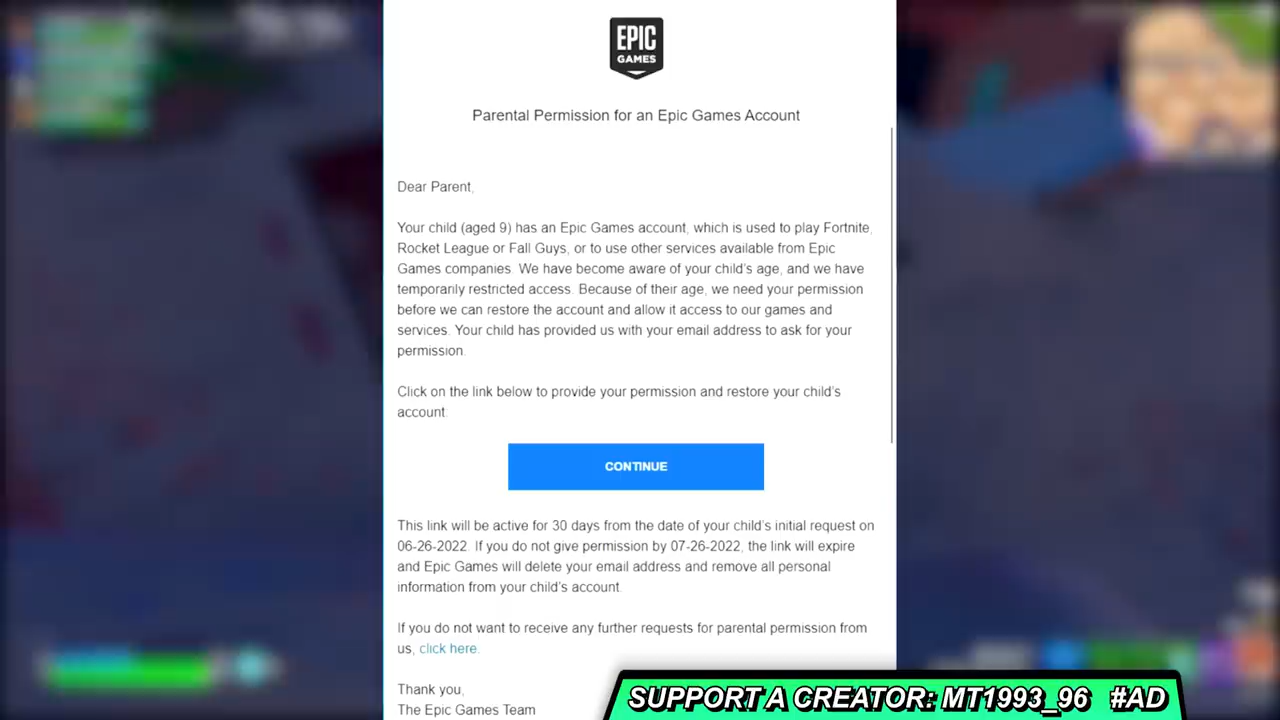 EPIC
GAMES
Parental Permission for an Epic Games Account
Dear Parent,
Your child (aged 9) has an Epic Games account, which is used to play Fortnite,
Rocket League or Fall Guys, or to use other services available from Epic
Games companies. We have become aware of your child's age, and we have
temporarily restricted access. Because of their age, we need your permission
before we can restore the account and allow it access to our games and
services. Your child has provided us with your email address to ask for your
permission.
Click on the link below to provide your permission and restore your child's
account.
CONTINUE
This link will be active for 30 days from the date of your child's initial request on
06-26-2022. If you do not give permission by 07-26-2022, the link will expire
and Epic Games will delete your email address and remove all personal
information from your child's account.
If you do not want to receive any further requests for parental permission from
us, click here.
Thank you,
The Epic Games Team
SUPPORT A CREATOR: MT1993_96 #AD